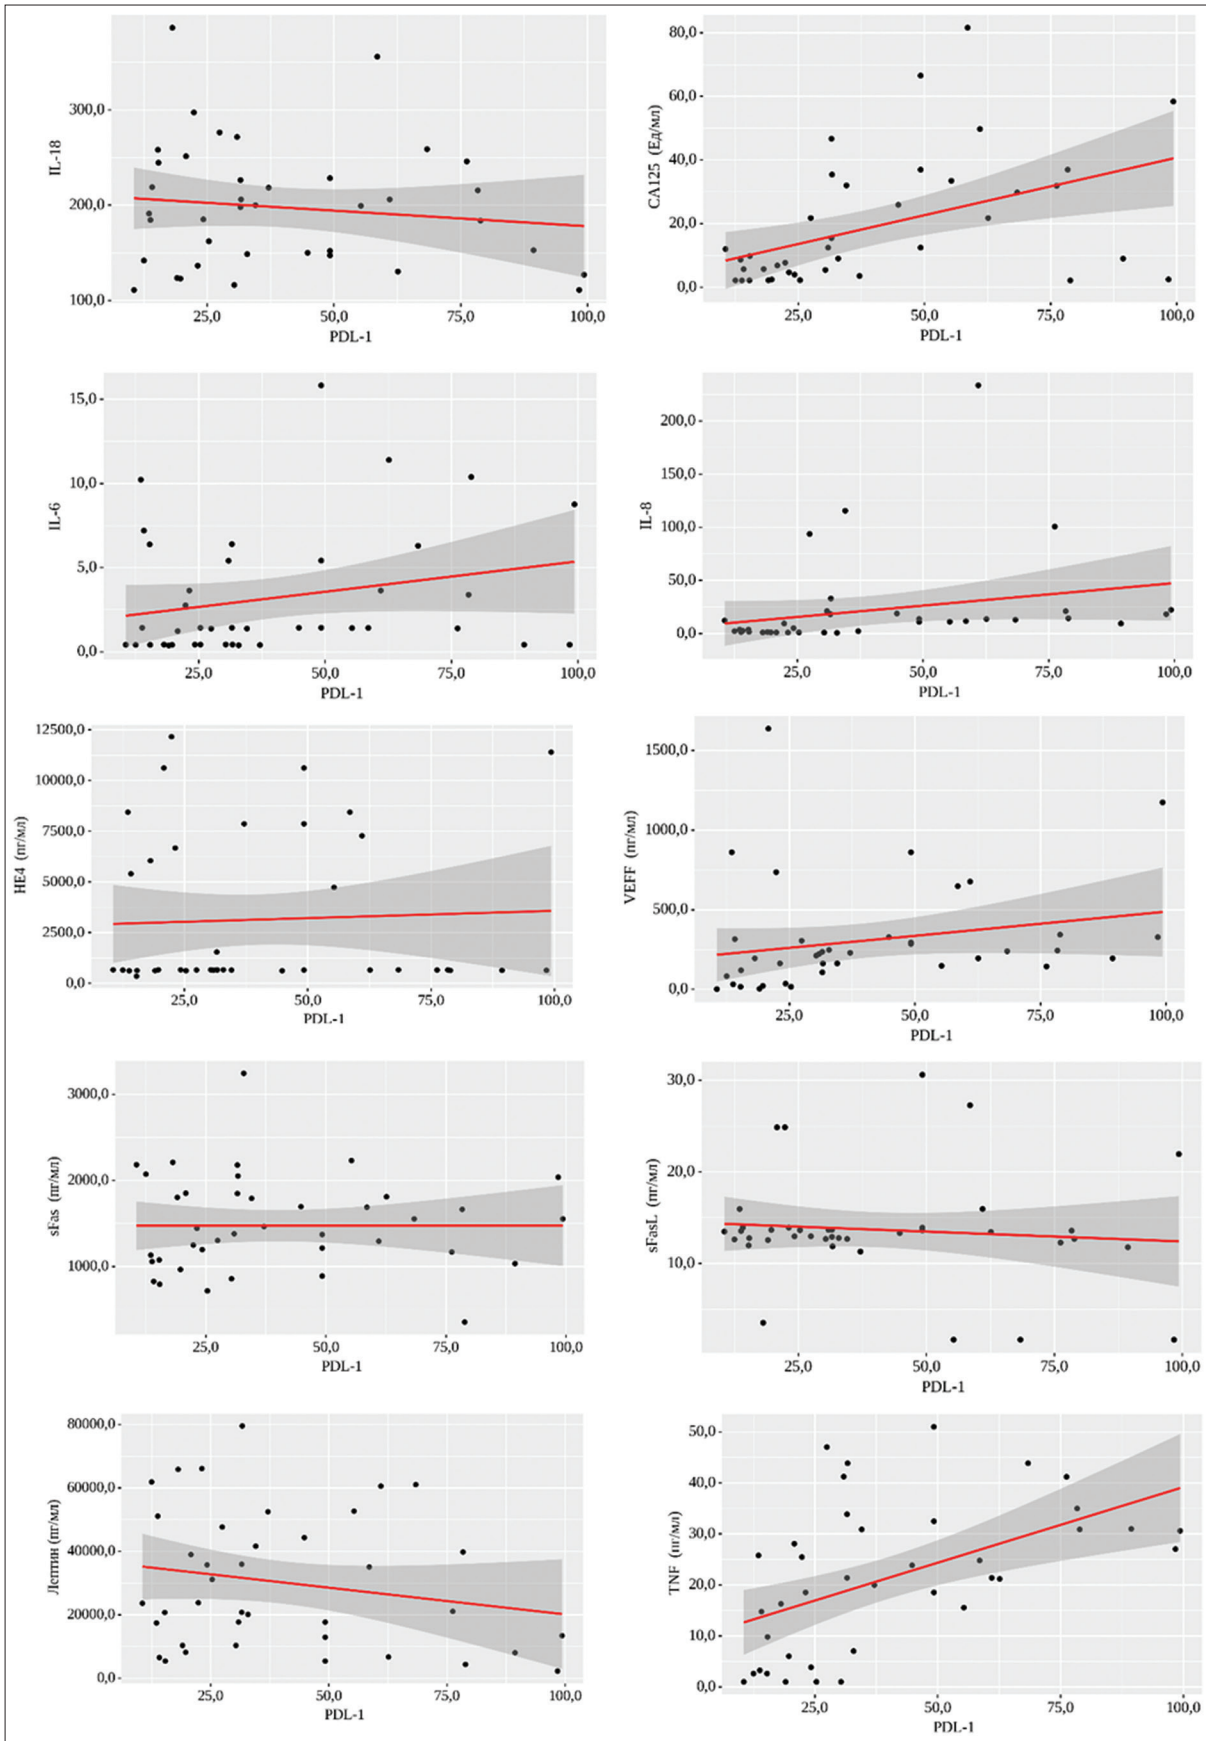 IL-18
300,0
200,0
100,0
25,0 50,0 75,0 100,0
PDL-1
CA125 (Ед/мл)
80,0
60,0
40,0
20,0
0,0
25,0 50,0 75,0 100,0
PDL-1
IL-6
15,0
10,0
5,0
0,0
25,0 50,0 75,0 100,0
PDL-1
IL-8
200,0
150,0
100,0
50,0
0,0
25,0 50,0 75,0 100,0
PDL-1
HE4 (пг/мл)
12500,0
10000,0
7500,0
5000,0
2500,0
0,0
25,0 50,0 75,0 100,0
PDL-1
VEFF (пг/мл)
1500,0
1000,0
500,0
0,0
25,0 50,0 75,0 100,0
PDL-1
sFas (пг/мл)
3000,0
2000,0
1000,0
25,0 50,0 75,0 100,0
PDL-1
sFasL (пг/мл)
30,0
20,0
10,0
25,0 50,0 75,0 100,0
PDL-1
Лептин (пг/мл)
80000,0
60000,0
40000,0
20000,0
0,0
25,0 50,0 75,0 100,0
PDL-1
TNF (пг/мл)
50,0
40,0
30,0
20,0
10,0
0,0
25,0 50,0 75,0 100,0
PDL-1